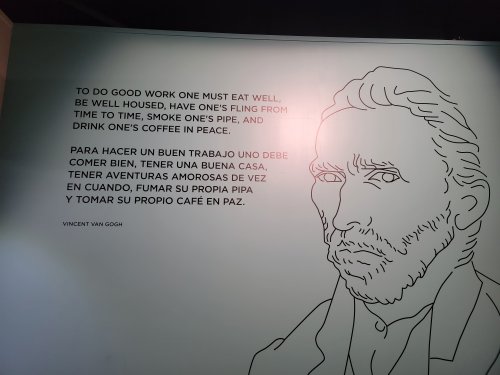 TO DO GOOD WORK ONE MUST EAT WELL,
BE WELL HOUSED, HAVE ONE'S FLING FROM
TIME TO TIME, SMOKE ONE'S PIPE, AND
DRINK ONE'S COFFEE IN PEACE.
PARA HACER UN BUEN TRABAJO UNO DEBE
COMER BIEN, TENER UNA BUENA CASA,
TENER AVENTURAS AMOROSAS DE VEZ
EN CUANDO, FUMAR SU PROPIA PIPA
Y TOMAR SU PROPIO CAFÉ EN PAZ.
VINCENT VAN GOGH